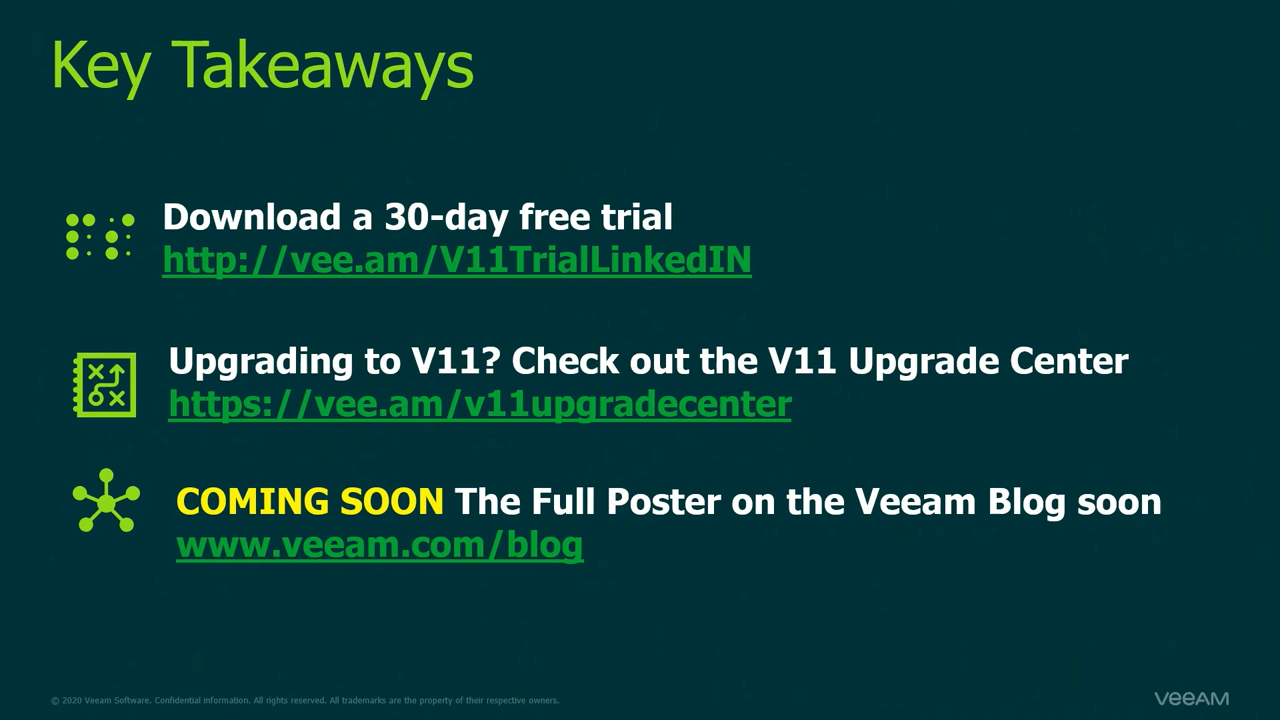 Key Takeaways
Download a 30-day free trial
http://vee.am/V11TrialLinkedIN
Upgrading to V11? Check out the V11 Upgrade Center
https://vee.am/v11upgradecenter
COMING SOON The Full Poster on the Veeam Blog soon
www.veeam.com/blog
© 2020 Veeam Software. Confidential information. All rights reserved. All trademarks are the property of their respective owners.
veeAM